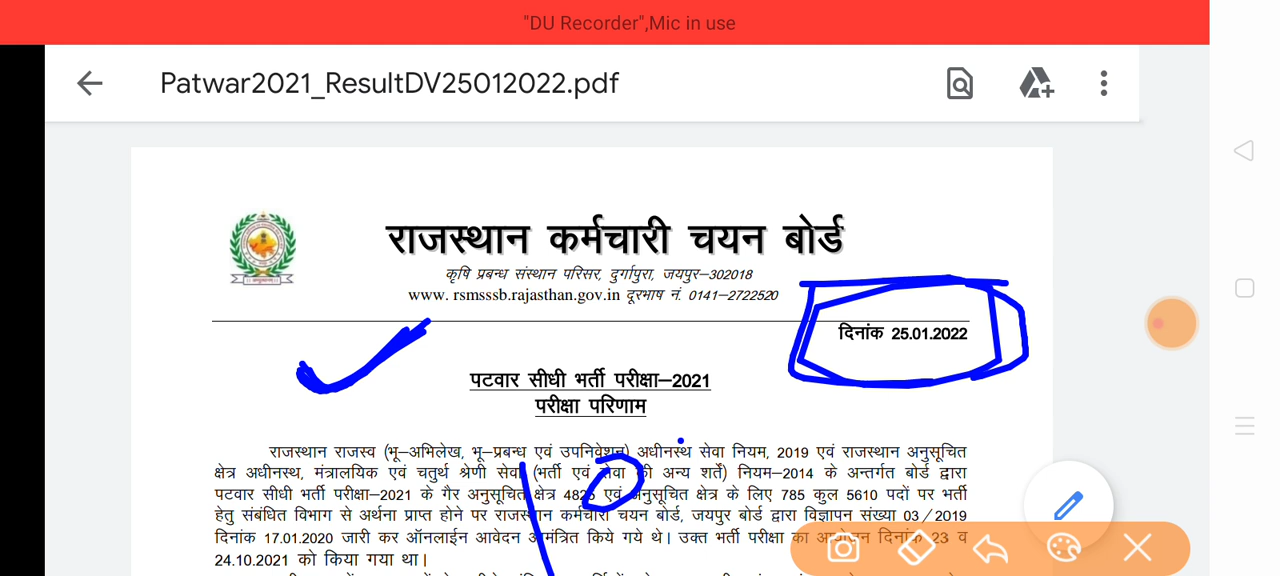 "DU Recorder",Mic in use
Patwar2021_ResultDV25012022.pdf
राजस्थान कर्मचारी चयन बोर्ड
कृषि प्रबन्ध संस्थान परिसर, दुर्गापुरा, जयपुर–302018
www. rsmsssb.rajasthan.gov.in दूरभाष नं. 0141-2722520
दिनांक 25.01.2022
पटवार सीधी भर्ती परीक्षा–2021
परीक्षा परिणाम
राजस्थान राजस्व (भू–अभिलेख, भू–प्रबन्ध एवं उपनिवेशन) अधीनस्थ सेवा नियम, 2019 एवं राजस्थान अनुसूचित
क्षेत्र अधीनस्थ, मंत्रालयिक एवं चतुर्थ श्रेणी सेवा (भर्ती एवं सेवा की अन्य शर्ते) नियम–2014 के अन्तर्गत बोर्ड द्वारा
पटवार सीधी भर्ती परीक्षा–2021 के गैर अनुसूचित क्षेत्र 4825 एवं अनुसूचित क्षेत्र के लिए 785 कुल 5610 पदों पर भर्ती
हेतु संबंधित विभाग से अर्थना प्राप्त होने पर राजस्थान कर्मचारी चयन बोर्ड, जयपुर बोर्ड द्वारा विज्ञापन संख्या 03/2019
दिनांक 17.01.2020 जारी कर ऑनलाईन आवेदन आमंत्रित किये गये थे। उक्त भर्ती परीक्षा का आयोजन दिनांक 23 व
24.10.2021 को किया गया था।